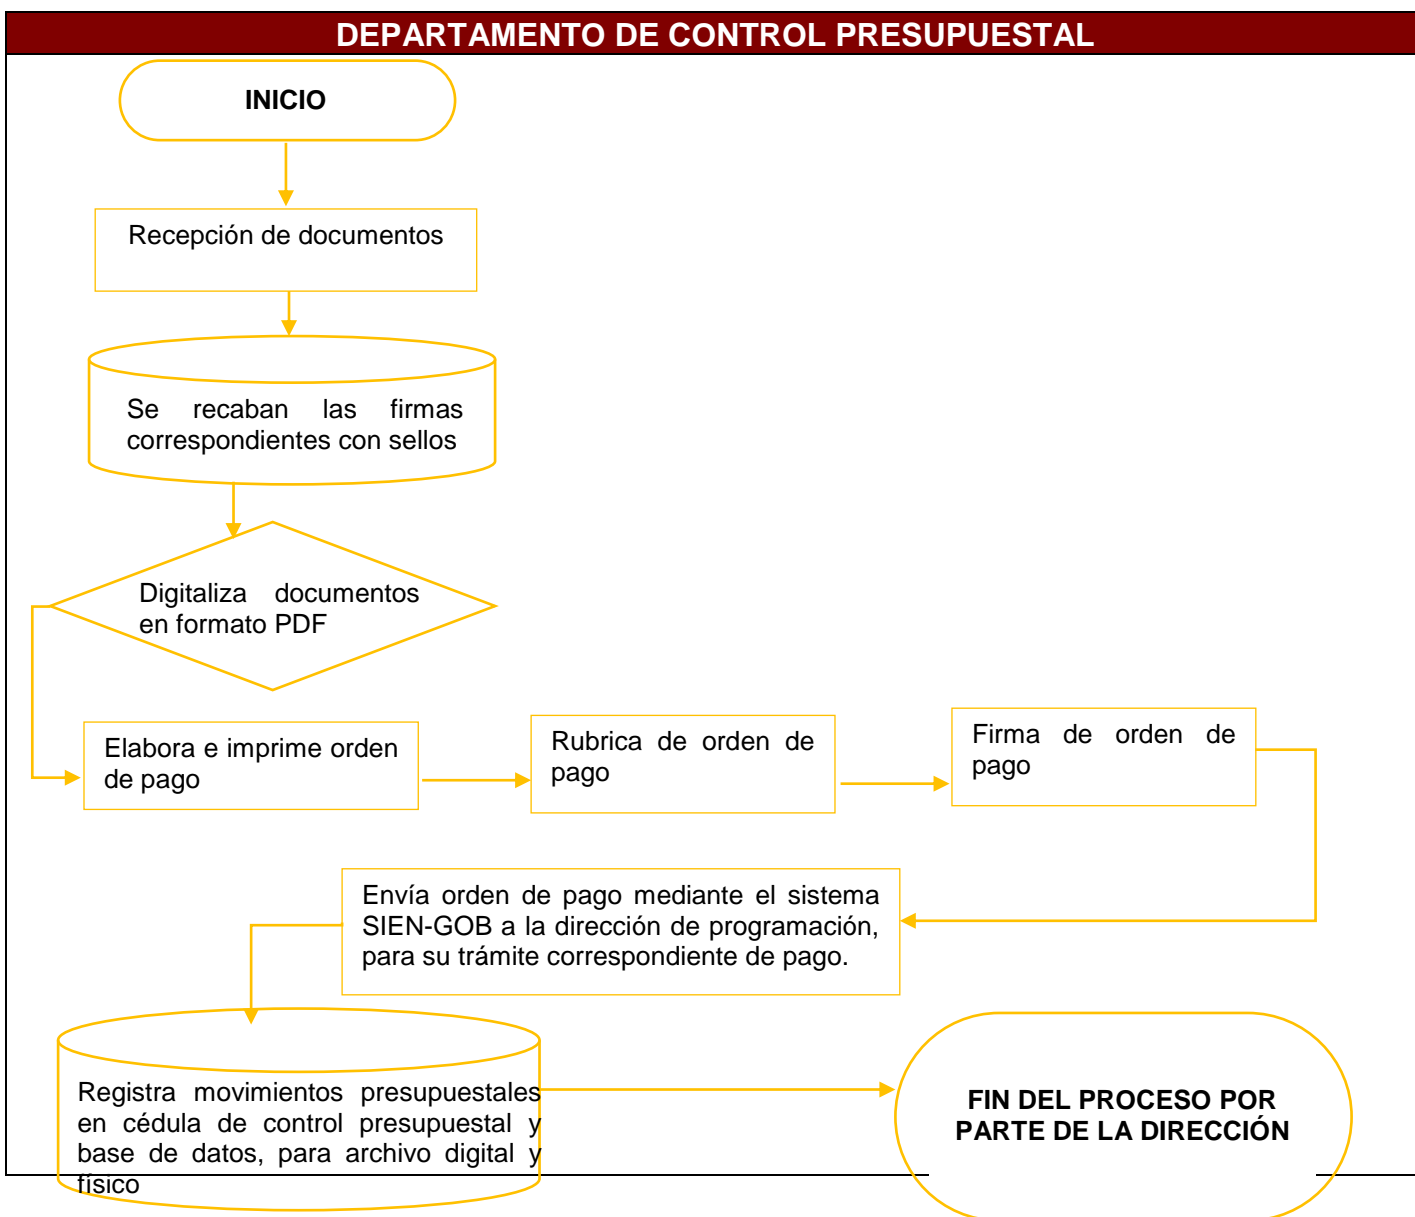 DEPARTAMENTO DE CONTROL PRESUPUESTAL
INICIO
Recepción de documentos
Se recaban las firmas
correspondientes con sellos
Digitaliza documentos
en formato PDF
Elabora e imprime orden
de pago
Rubrica de orden de
pago
Firma de orden de
pago
Envía orden de pago mediante el sistema
SIEN-GOB a la dirección de programación,
para su trámite correspondiente de pago.
Registra movimientos presupuestales
en cédula de control presupuestal y
base de datos, para archivo digital y
físico
FIN DEL PROCESO POR
PARTE DE LA DIRECCIÓN